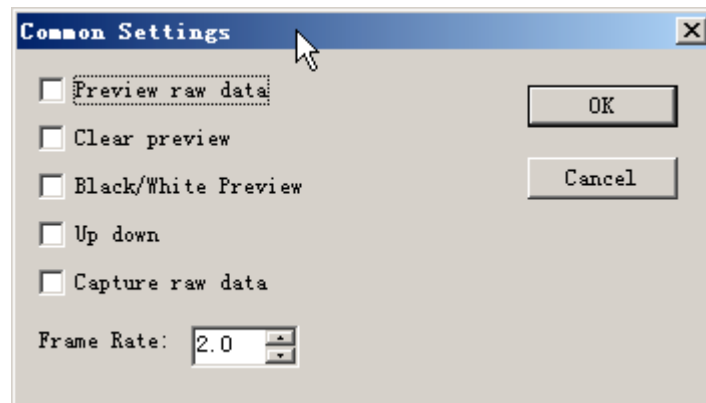 Common Settings
Preview raw data
OK
Clear preview
Black/White Preview
Cancel
Up down
Capture raw data
Frame Rate: 2.0